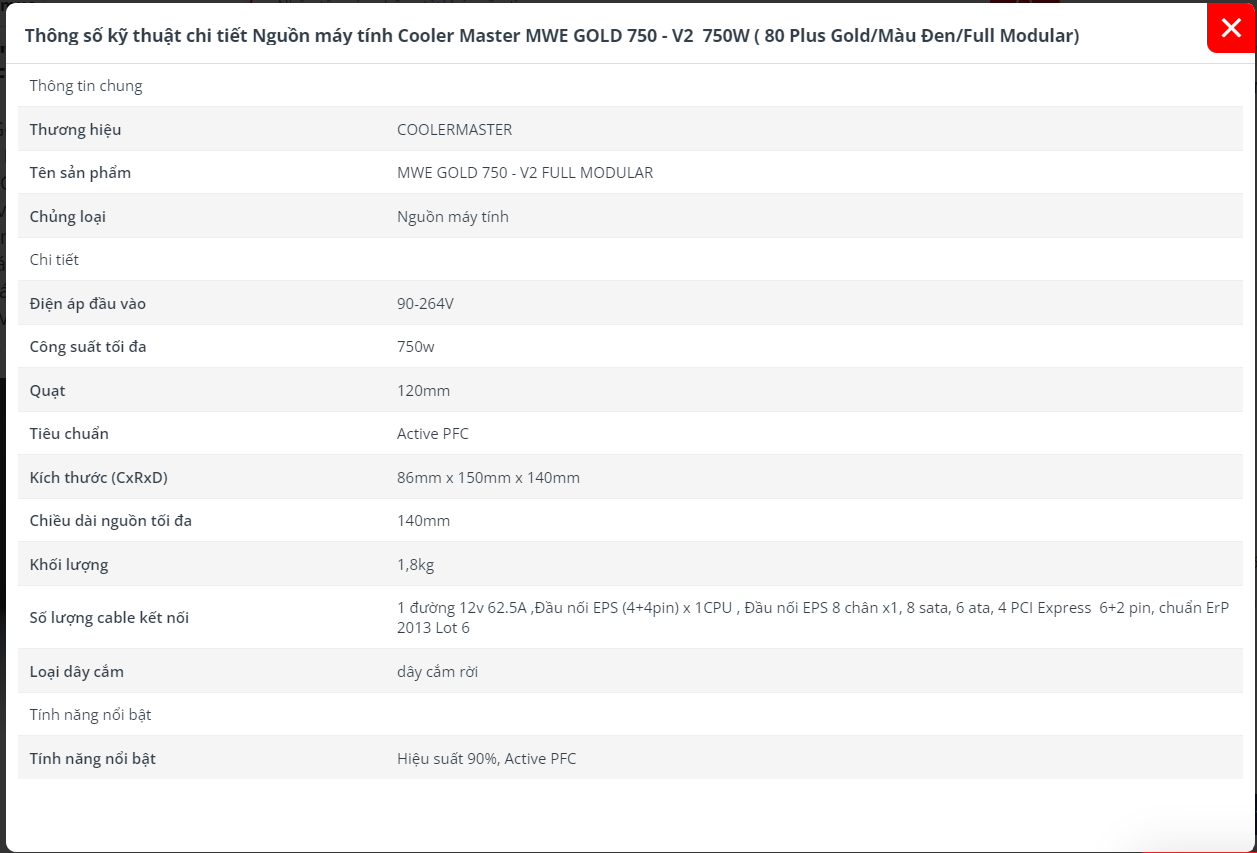 Thông số kỹ thuật chi tiết Nguồn máy tính Cooler Master MWE GOLD 750 - V2  750W ( 80 Plus Gold/Màu Đen/Full Modular)
Thông tin chung
Thương hiệu COOLERMASTER
Tên sản phẩm MWE GOLD 750 - V2 FULL MODULAR
Chủng loại Nguồn máy tính
Chi tiết
Điện áp đầu vào 90-264V
Công suất tối đa 750w
Quạt 120mm
Tiêu chuẩn Active PFC
Kích thước (CxRxD) 86mm x 150mm x 140mm
Chiều dài nguồn tối đa 140mm
Khối lượng 1,8kg
Số lượng cable kết nối 1 đường 12v 62.5A ,Đầu nối EPS (4+4pin) x 1CPU , Đầu nối EPS 8 chân x1, 8 sata, 6 ata, 4 PCI Express  6+2 pin, chuẩn ErP
2013 Lot 6
Loại dây cắm dây cắm rời
Tính năng nổi bật
Tính năng nổi bật Hiệu suất 90%, Active PFC